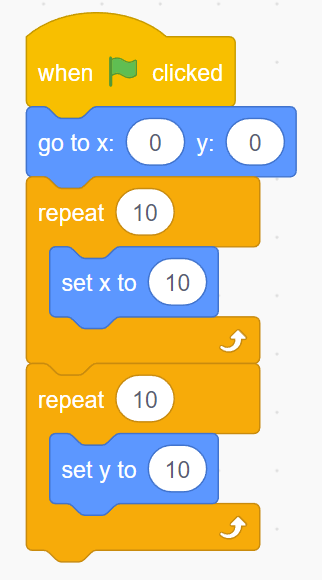 when clicked
go to x: 0 y: 0
repeat 10
set x to 10
repeat 10
set y to 10